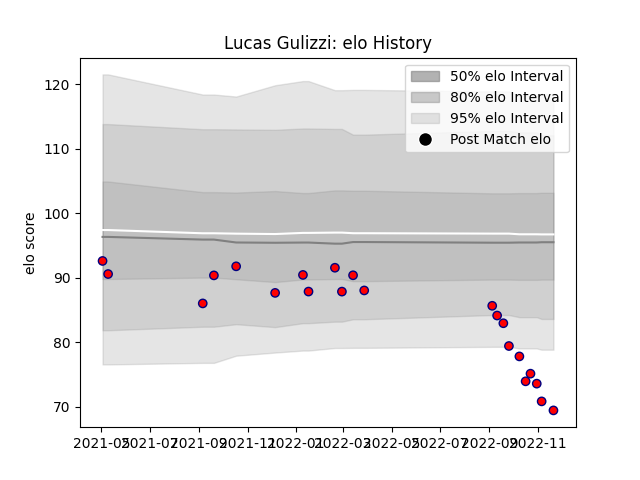 Lucas Gulizzi: elo History
50% elo Interval
80% elo Interval
95% elo Interval
Post Match elo
elo score
120
110
100
90
80
70
2021-05 2021-07 2021-09 2021-11 2022-01 2022-03 2022-05 2022-07 2022-09 2022-11